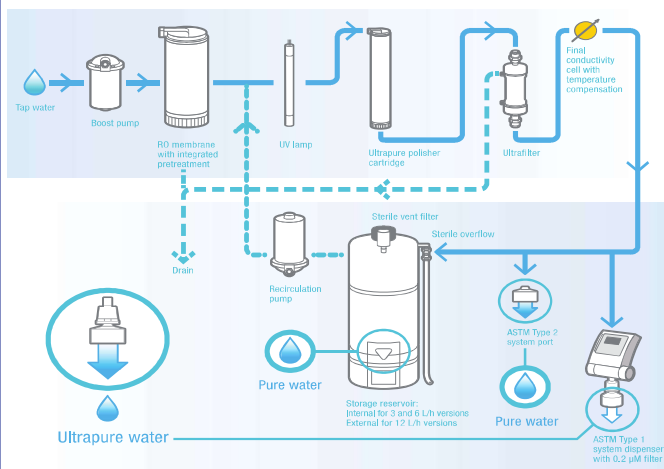 Tap water
Boost pump
RO membrane
with integrated
pretreatment
UV lamp
Ultrapure polisher
cartridge
Ultrafilter
Final
conductivity
cell with
temperature
compensation
Drain
Recirculation
pump
Sterile vent filter
Sterile overflow
Pure water
Storage reservoir:
Internal for 3 and 6 L/h versions
External for 12 L/h versions
ASTM Type 2
system port
Pure water
Ultrapure water
ASTM Type 1
system dispenser
with 0.2 µM filter